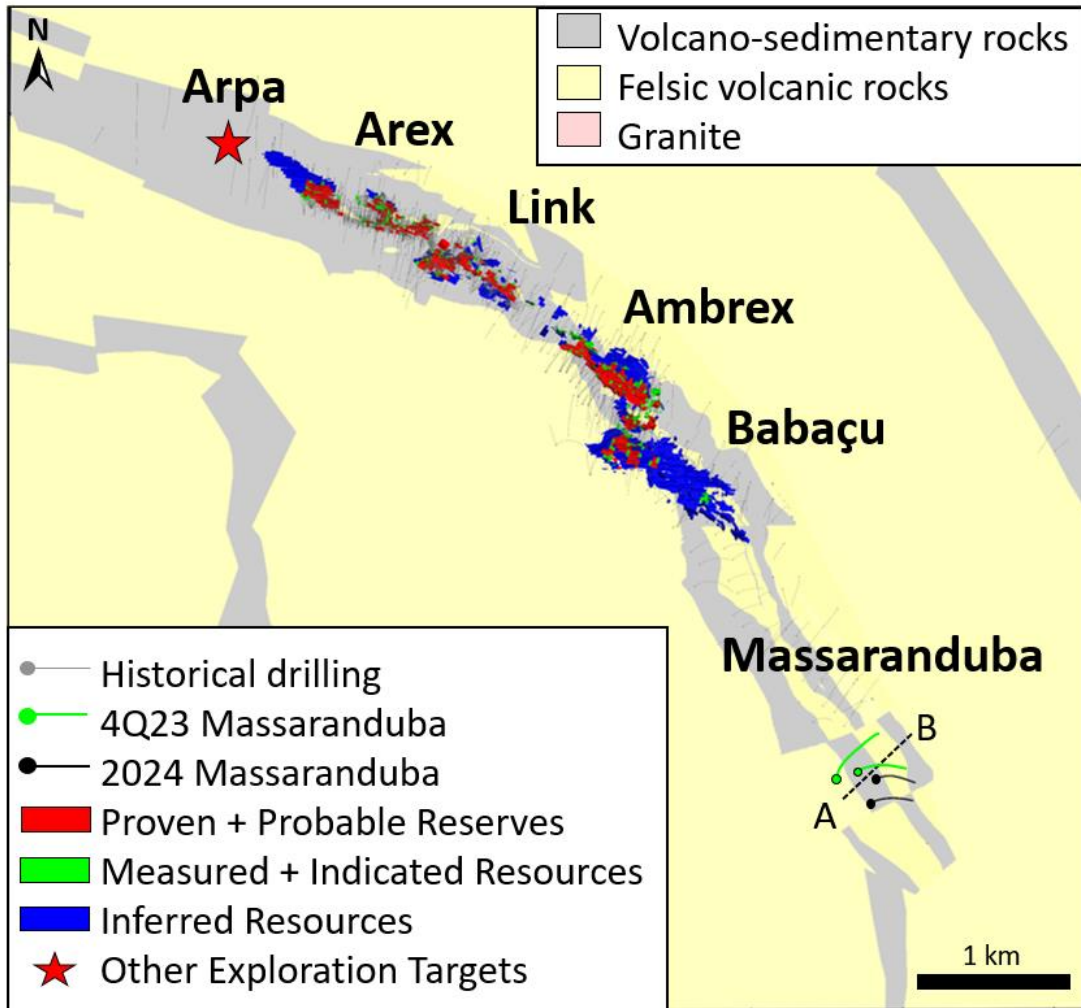 N
Volcano-sedimentary rocks
Felsic volcanic rocks
Granite
Arpa
Arex
Link
Ambrex
Babaçu
Massaranduba
B
A
Historical drilling
4Q23 Massaranduba
2024 Massaranduba
Proven + Probable Reserves
Measured + Indicated Resources
Inferred Resources
Other Exploration Targets
1 km